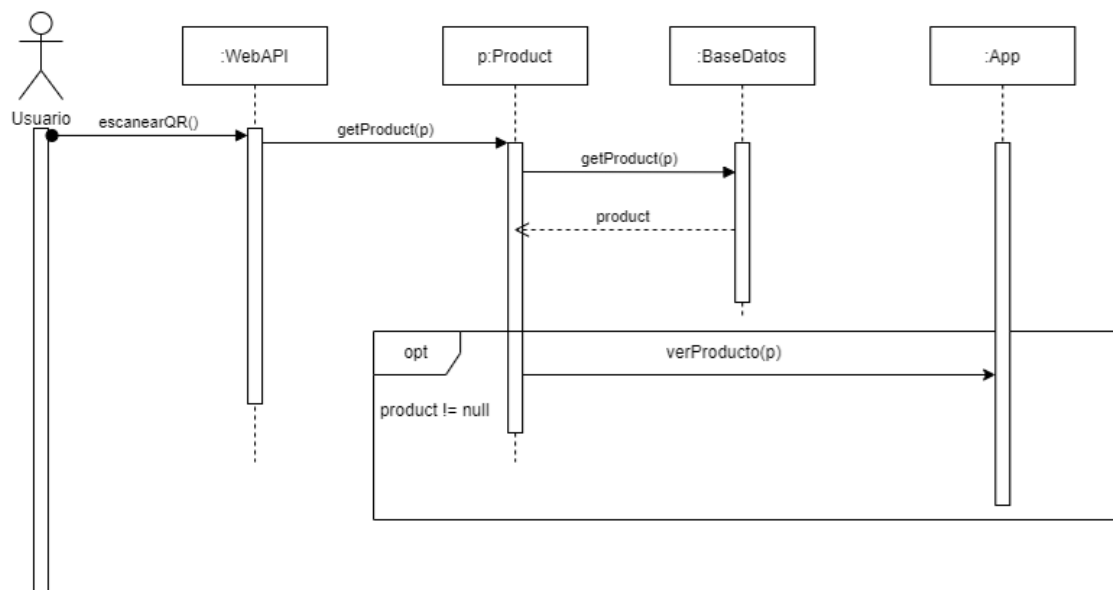 :WebAPI
p:Product
:BaseDatos
:App
Usuario
escanearQR()
getProduct(p)
getProduct(p)
product
opt
verProducto(p)
product != null